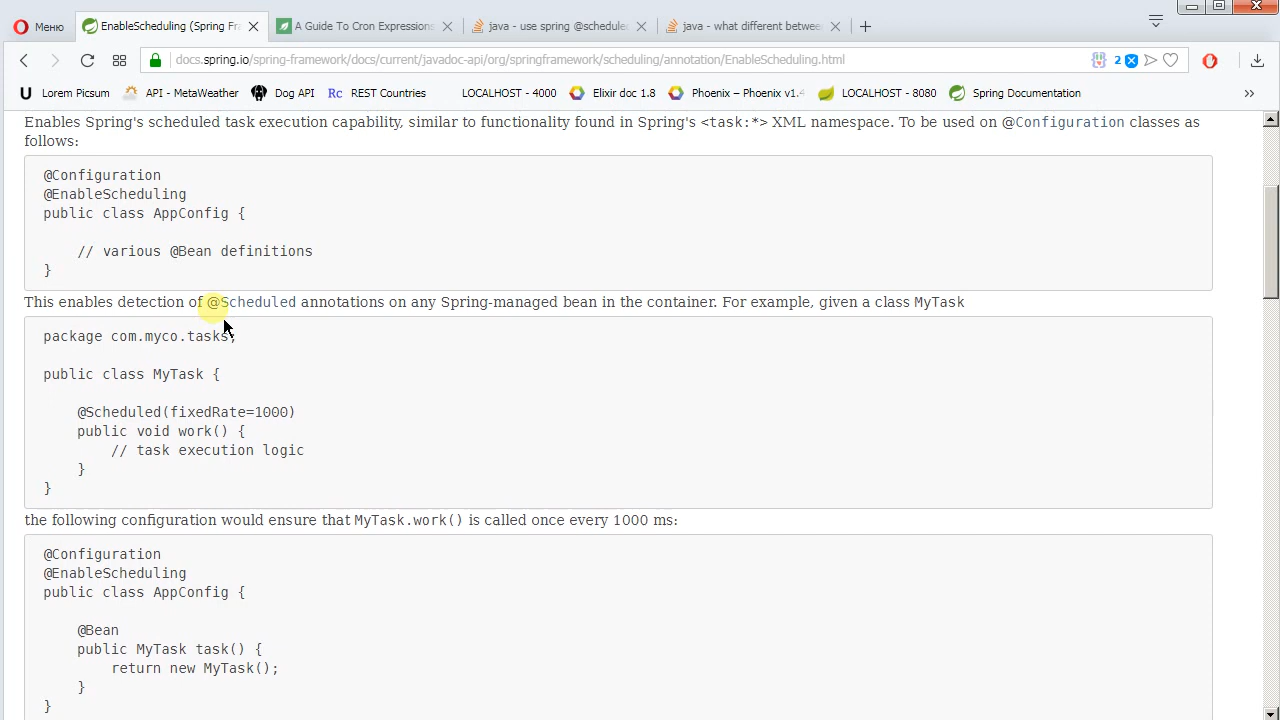 Меню
EnableScheduling (Spring Fr
A Guide To Cron Expressions
java - use spring @schedule
java - what different betwee
docs.spring.io/spring-framework/docs/current/javadoc-api/org/springframework/scheduling/annotation/EnableScheduling.html
2
U Lorem Picsum
API - MetaWeather
Dog API
Rc REST Countries
LOCALHOST - 4000
Elixir doc 1.8
Phoenix – Phoenix v1.4
LOCALHOST - 8080
Spring Documentation
Enables Spring's scheduled task execution capability, similar to functionality found in Spring's <task:*> XML namespace. To be used on @Configuration classes as
follows:
@Configuration
@EnableScheduling
public class AppConfig {
// various @Bean definitions
}
This enables detection of @Scheduled annotations on any Spring-managed bean in the container. For example, given a class MyTask
package com.myco.tasks;
public class MyTask {
@Scheduled(fixedRate=1000)
public void work() {
// task execution logic
}
}
the following configuration would ensure that MyTask.work() is called once every 1000 ms:
@Configuration
@EnableScheduling
public class AppConfig {
@Bean
public MyTask task() {
return new MyTask();
}
}